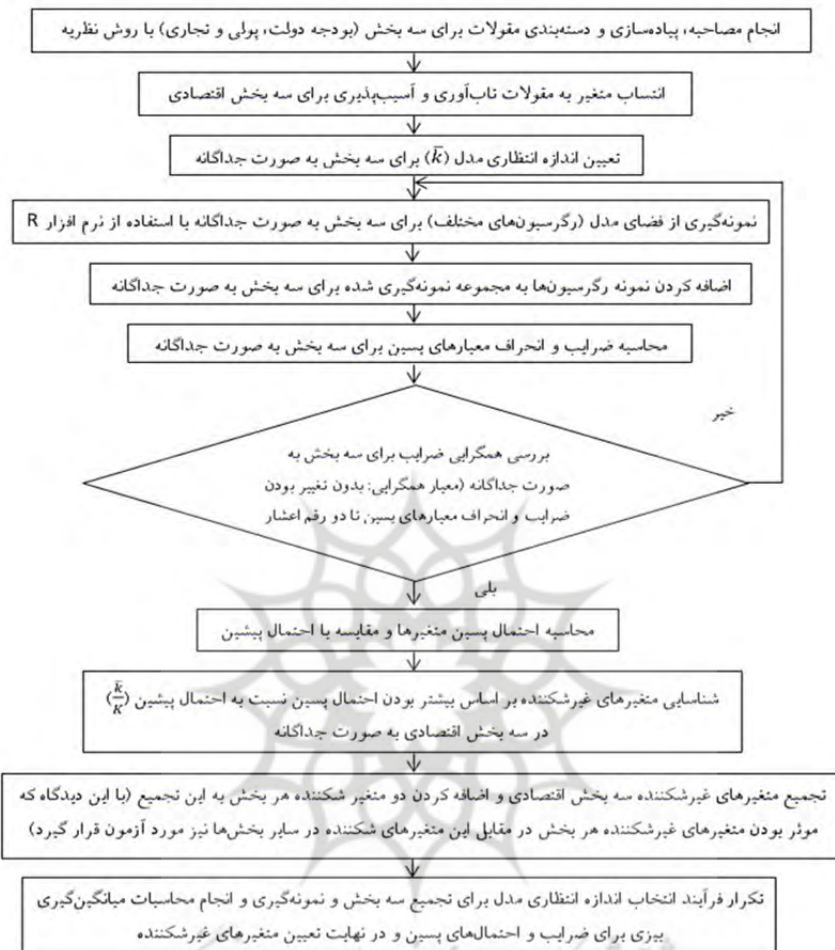 انجام مصاحبه، پیاده‌سازی و دسته‌بندی مقولات برای سه بخش (بودجه دولت، پولی و تجاری) با روش نظریه
انتساب متغیر به مقولات تاب‌آوری و آسیب‌پذیری برای سه بخش اقتصادی
تعیین اندازه انتظاری مدل (k̄) برای سه بخش به صورت جداگانه
نمونه‌گیری از فضای مدل (رگرسیون‌های مختلف) برای سه بخش به صورت جداگانه با استفاده از نرم افزار R
اضافه کردن نمونه رگرسیون‌ها به مجموعه نمونه‌گیری شده برای سه بخش به صورت جداگانه
محاسبه ضرایب و انحراف معیارهای پسین برای سه بخش به صورت جداگانه
خیر
بررسی همگرایی ضرایب برای سه بخش به
صورت جداگانه (معیار همگرایی: بدون تغییر بودن
ضرایب و انحراف معیارهای پسین تا دو رقم اعشار
بلی
محاسبه احتمال پسین متغیرها و مقایسه با احتمال پیشین
شناسایی متغیرهای غیرشکننده بر اساس بیشتر بودن احتمال پسین نسبت به احتمال پیشین (k̄/K)
در سه بخش اقتصادی به صورت جداگانه
تجمیع متغیرهای غیرشکننده سه بخش اقتصادی و اضافه کردن دو متغیر شکننده هر بخش به این تجمیع (با این دیدگاه که
موثر بودن متغیرهای غیرشکننده هر بخش در مقابل این متغیرهای شکننده در سایر بخش‌ها نیز مورد آزمون قرار گیرد)
تکرار فرآیند انتخاب اندازه انتظاری مدل برای تجمیع سه بخش و نمونه‌گیری و انجام محاسبات میانگین‌گیری
بیزی برای ضرایب و احتمال‌های پسین و در نهایت تعیین متغیرهای غیرشکننده